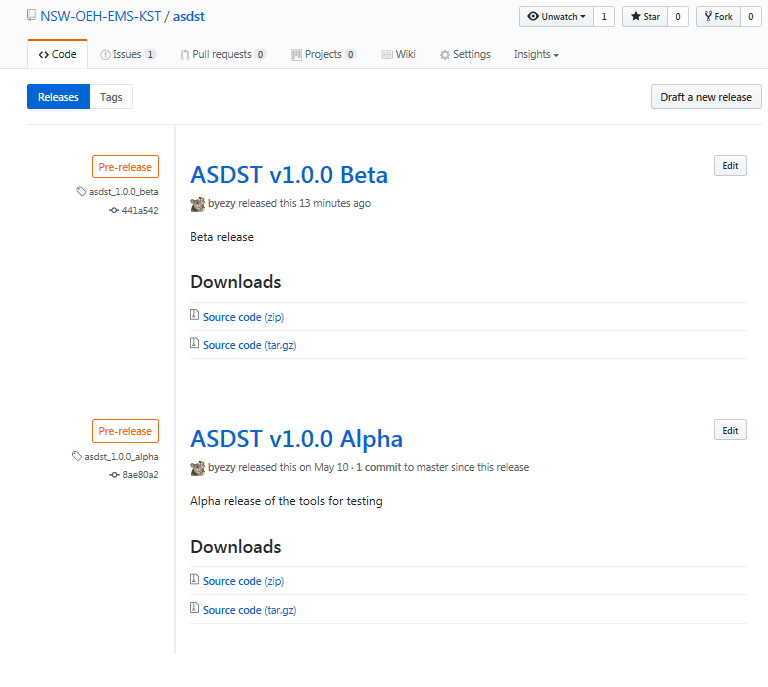 NSW-OEH-EMS-KST / asdst
Unwatch 1 Star 0 Fork 0
Code Issues 1 Pull requests 0 Projects 0 Wiki Settings Insights
Releases Tags Draft a new release
Pre-release
asdst_1.0.0_beta
441a542
ASDST v1.0.0 Beta
Edit
byezy released this 13 minutes ago
Beta release
Downloads
Source code (zip)
Source code (tar.gz)
Pre-release
asdst_1.0.0_alpha
8ae80a2
ASDST v1.0.0 Alpha
Edit
byezy released this on May 10 · 1 commit to master since this release
Alpha release of the tools for testing
Downloads
Source code (zip)
Source code (tar.gz)